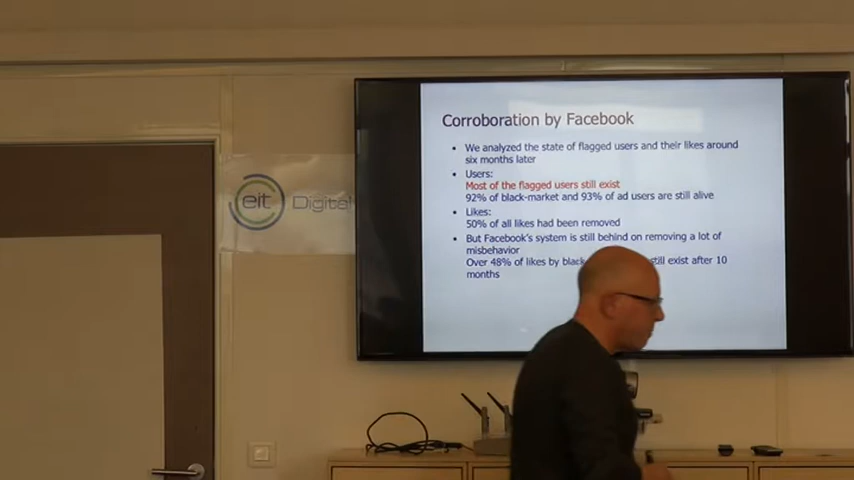 Corroboration by Facebook
• We analyzed the state of flagged users and their likes around
six months later
• Users:
Most of the flagged users still exist
92% of black-market and 93% of ad users are still alive
• Likes:
50% of all likes had been removed
• But Facebook's system is still behind on removing a lot of
misbehavior
Over 48% of likes by still exist after 10
months
eit Digital